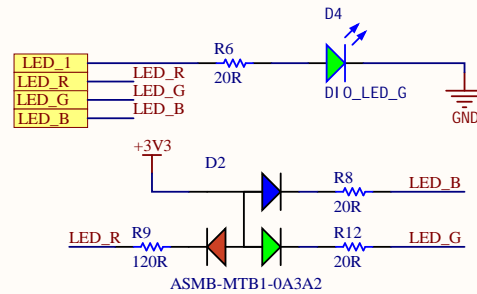 D4
LED_1
R6
20R
DIO_LED_G
GND
LED_R
LED_R
LED_G
LED_G
LED_B
LED_B
+3V3
D2
R8
20R
LED_B
LED_R
R9
120R
R12
20R
LED_G
ASMB-MTB1-0A3A2